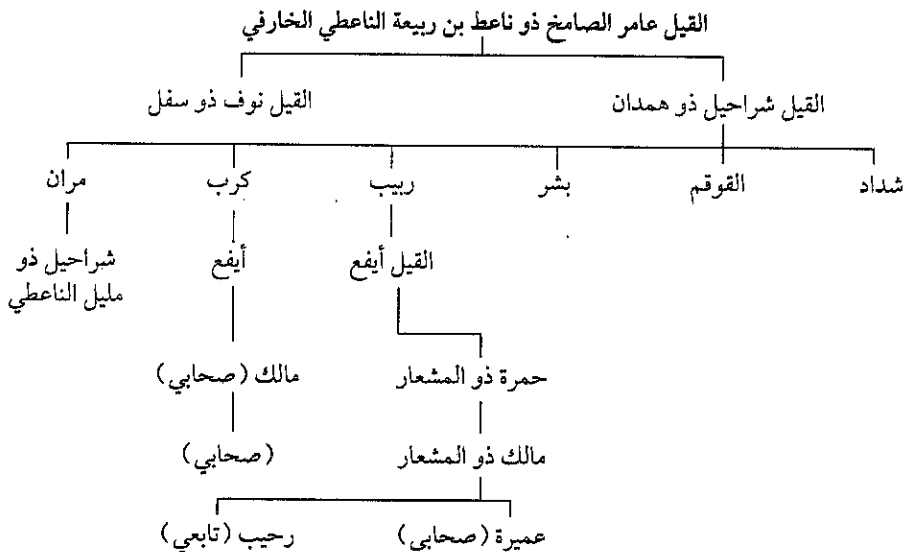 القيل عامر الصامخ ذو ناعط بن ربيعة الناعطي الخارفي
القيل شراحيل ذو همدان
القيل نوف ذو سفل
شداد
القوقم
بشر
ربيب
كرب
مران
القيل أيفع
أيفع
شراحيل ذو
مليل الناعطي
حمرة ذو المشعار
مالك (صحابي)
مالك ذو المشعار
(صحابي)
عميرة (صحابي)
رحيب (تابعي)